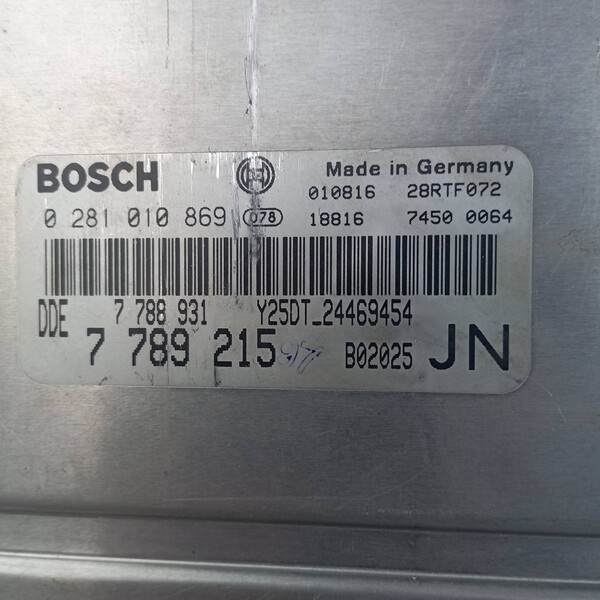 BOSCH Made in Germany
010816 28RTF072
0 281 010 869 078 18816 7450 0064
DDE 7 788 931 Y25DT_24469454
7 789 215 B02025 JN